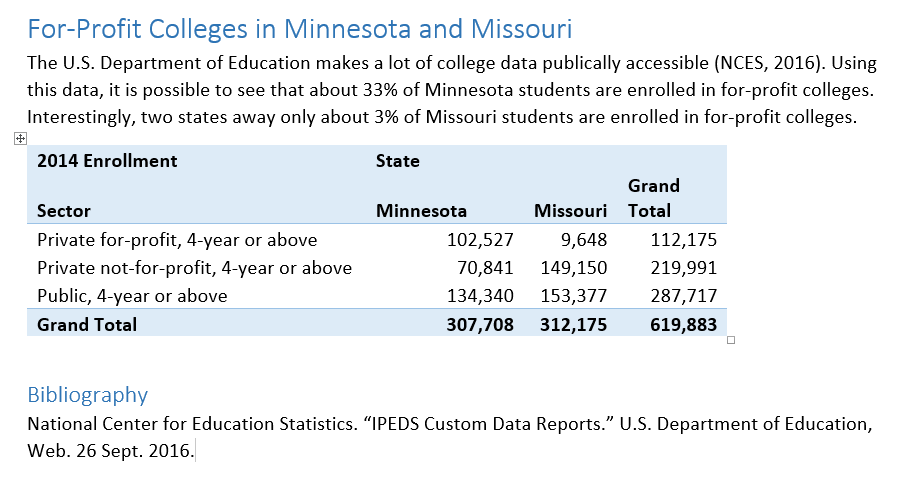 For-Profit Colleges in Minnesota and Missouri
The U.S. Department of Education makes a lot of college data publically accessible (NCES, 2016). Using
this data, it is possible to see that about 33% of Minnesota students are enrolled in for-profit colleges.
Interestingly, two states away only about 3% of Missouri students are enrolled in for-profit colleges.
2014 Enrollment State
Grand
Sector Minnesota Missouri Total
Private for-profit, 4-year or above 102,527 9,648 112,175
Private not-for-profit, 4-year or above 70,841 149,150 219,991
Public, 4-year or above 134,340 153,377 287,717
Grand Total 307,708 312,175 619,883
Bibliography
National Center for Education Statistics. “IPEDS Custom Data Reports.” U.S. Department of Education,
Web. 26 Sept. 2016.